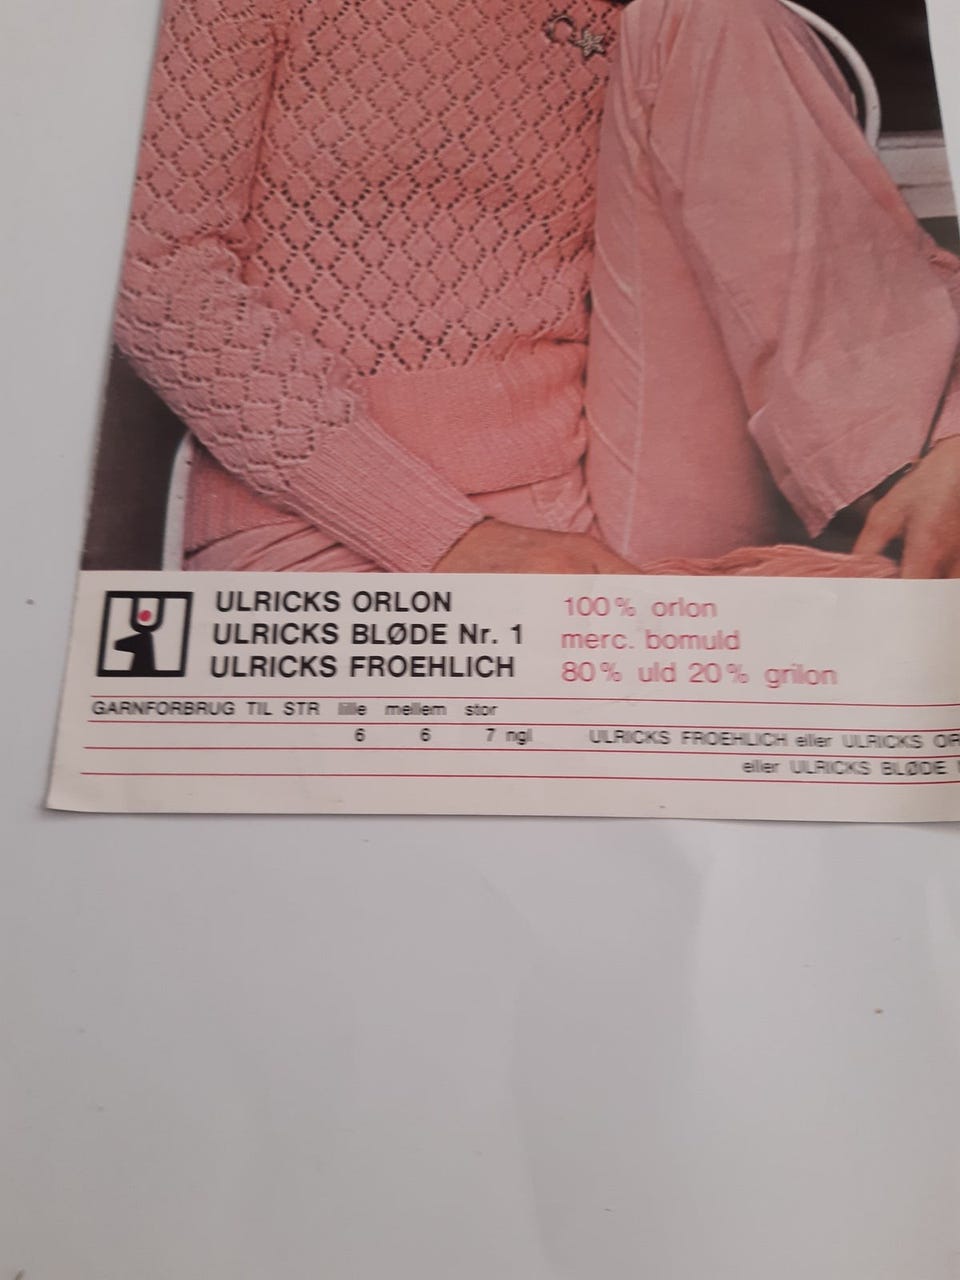 ULRICKS ORLON 100% orlon
ULRICKS BLØDE Nr. 1 merc. bomuld
ULRICKS FROEHLICH 80% uld 20% grilon
GARNFORBRUG TIL STR lille mellem stor
6 6 7 ngl ULRICKS FROEHLICH eller ULRICKS OR
eller ULRICKS BLØDE